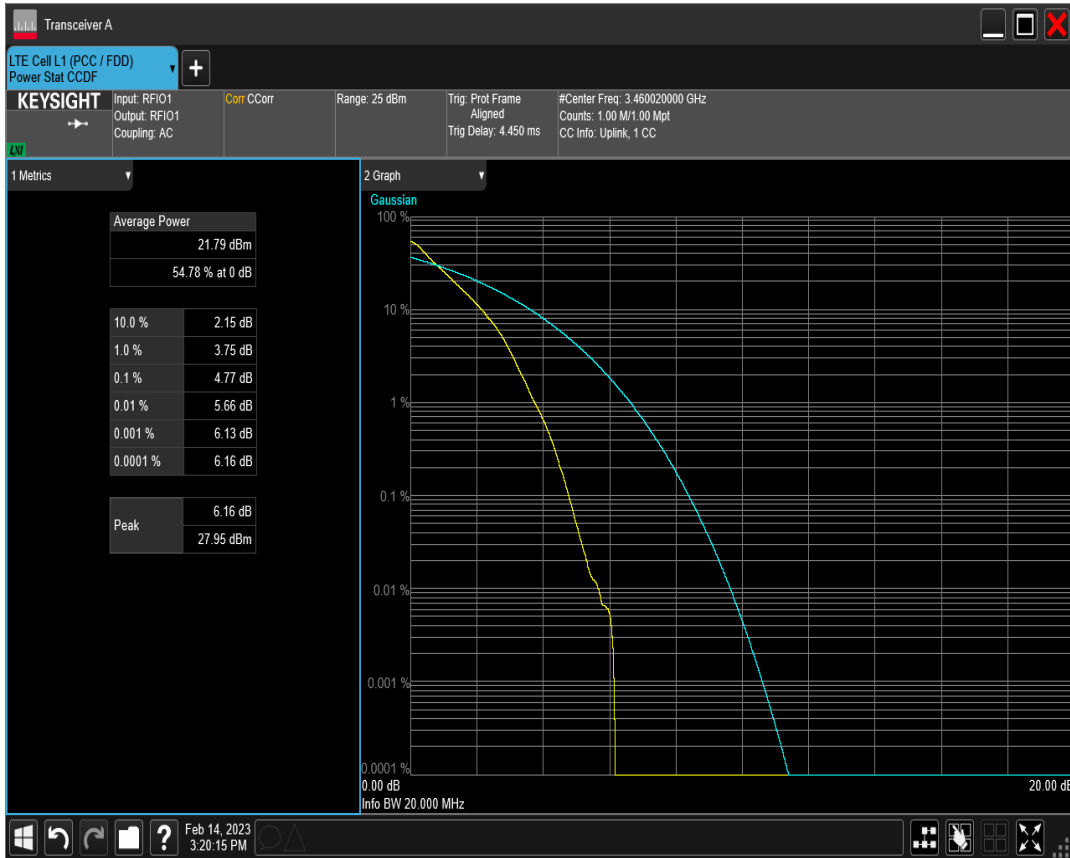 Transceiver A
LTE Cell L1 (PCC / FDD)
Power Stat CCDF
+
KEYSIGHT
LXI
Input: RFIO1
Output: RFIO1
Coupling: AC
Corr CCorr
Range: 25 dBm
Trig: Prot Frame
Aligned
Trig Delay: 4.450 ms
#Center Freq: 3.460020000 GHz
Counts: 1.00 M/1.00 Mpt
CC Info: Uplink, 1 CC
1 Metrics
Average Power
21.79 dBm
54.78 % at 0 dB
10.0 % 2.15 dB
1.0 % 3.75 dB
0.1 % 4.77 dB
0.01 % 5.66 dB
0.001 % 6.13 dB
0.0001 % 6.16 dB
Peak
6.16 dB
27.95 dBm
2 Graph
Gaussian
100 %
10 %
1 %
0.1 %
0.01 %
0.001 %
0.0001 %
0.00 dB 20.00 dB
Info BW 20.000 MHz
?
Feb 14, 2023
3:20:15 PM